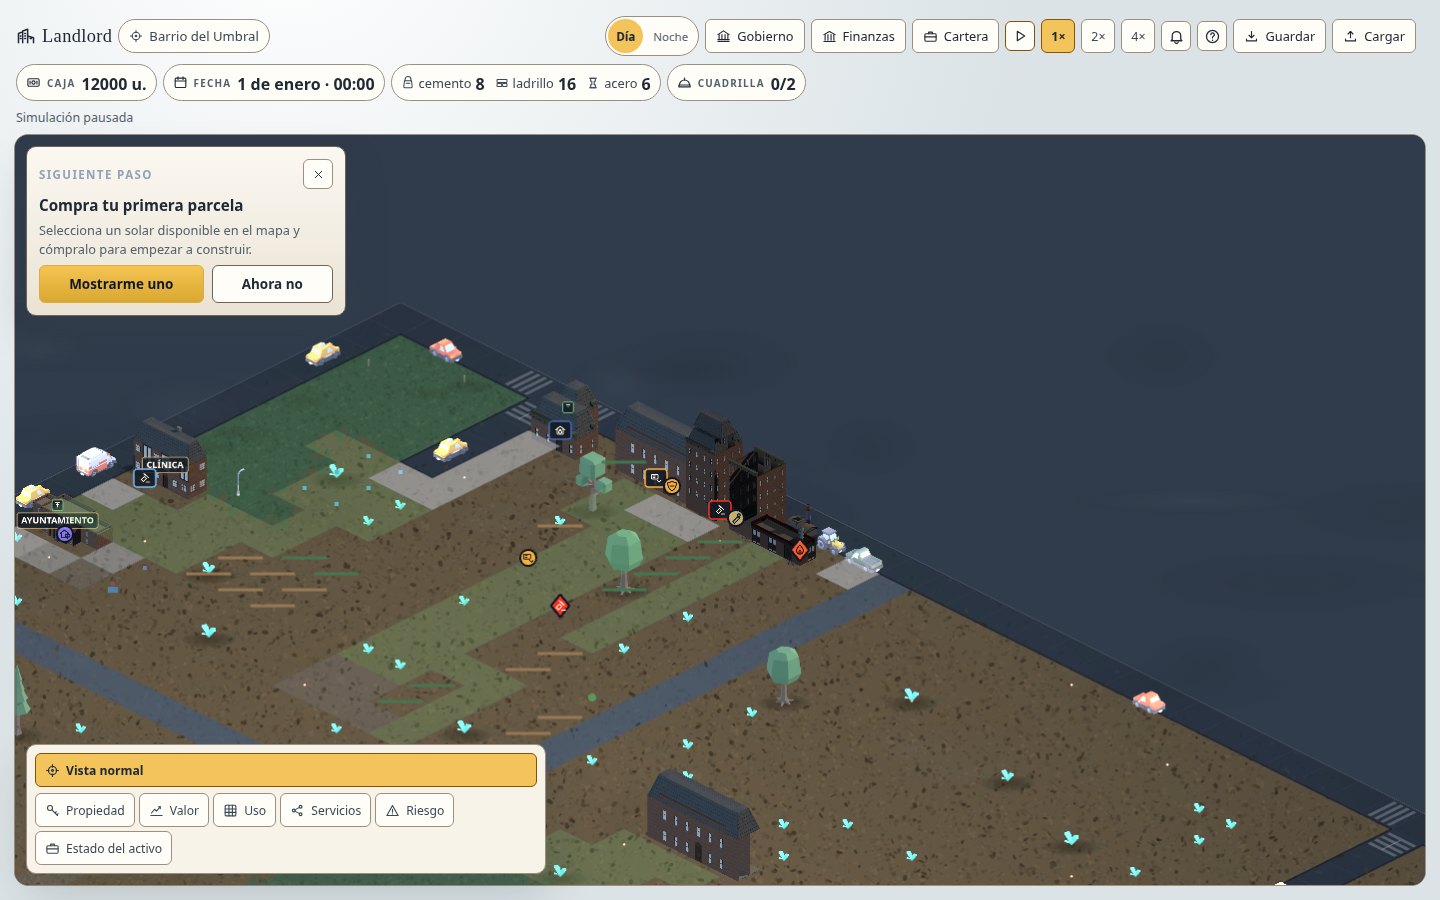 Landlord
Barrio del Umbral
Día
Noche
Gobierno
Finanzas
Cartera
1×
2×
4×
Guardar
Cargar
CAJA 12000 u.
FECHA 1 de enero · 00:00
cemento 8 ladrillo 16 acero 6
CUADRILLA 0/2
Simulación pausada
SIGUIENTE PASO
Compra tu primera parcela
Selecciona un solar disponible en el mapa y
cómpralo para empezar a construir.
Mostrarme uno
Ahora no
CLÍNICA
AYUNTAMIENTO
Vista normal
Propiedad
Valor
Uso
Servicios
Riesgo
Estado del activo